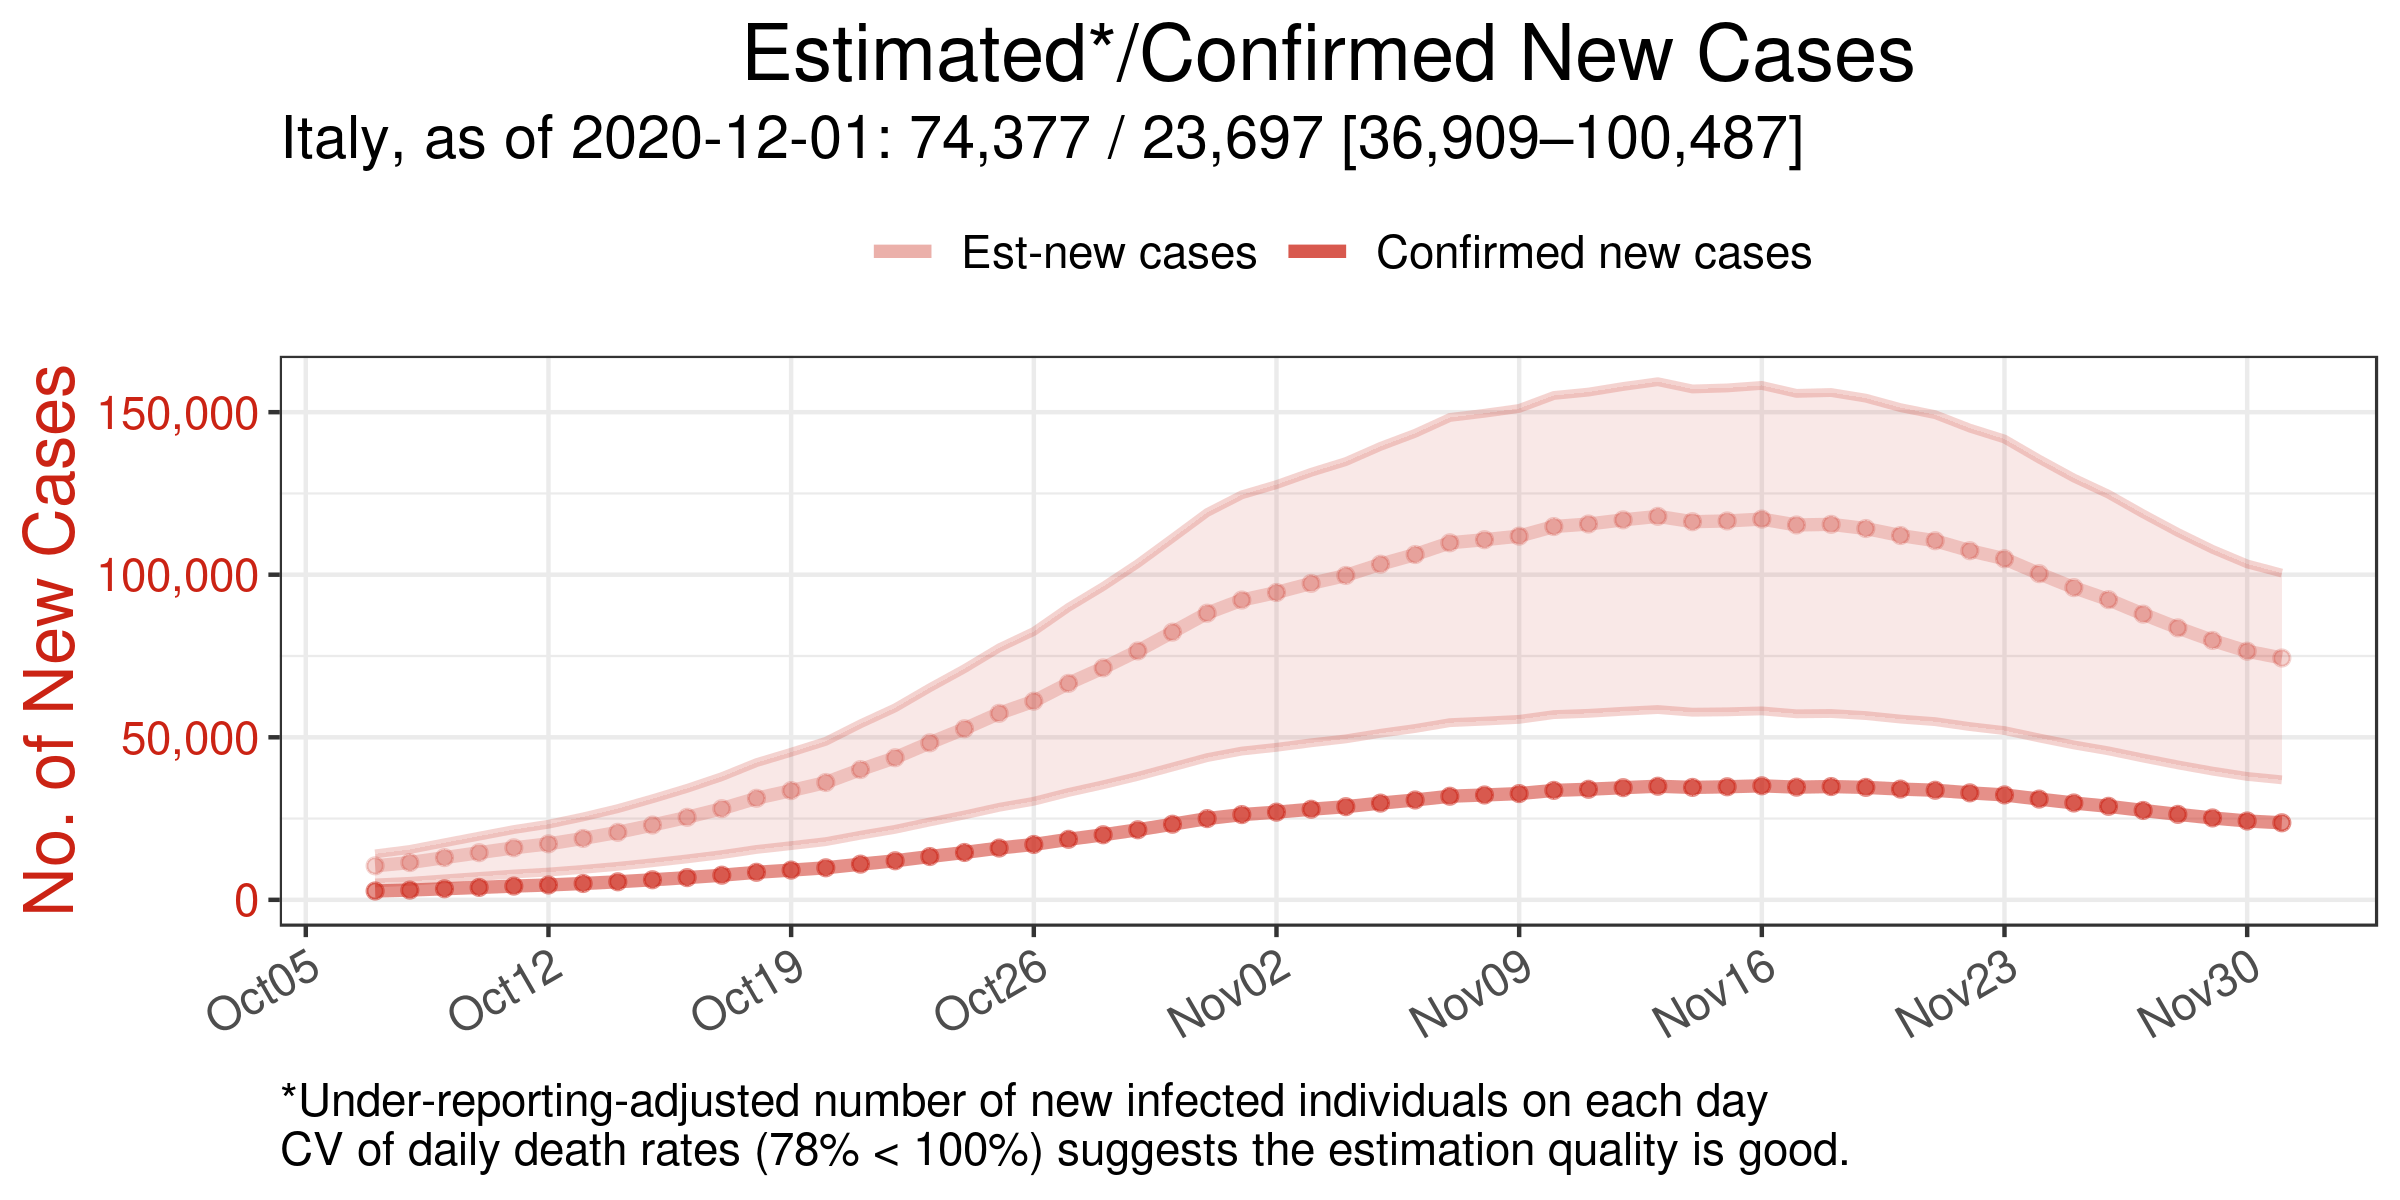 Estimated*/Confirmed New Cases
Italy, as of 2020-12-01: 74,377 / 23,697 [36,909–100,487]
Est-new cases
Confirmed new cases
No. of New Cases
150,000
100,000
50,000
0
Oct05
Oct12
Oct19
Oct26
Nov02
Nov09
Nov16
Nov23
Nov30
*Under-reporting-adjusted number of new infected individuals on each day
CV of daily death rates (78% < 100%) suggests the estimation quality is good.